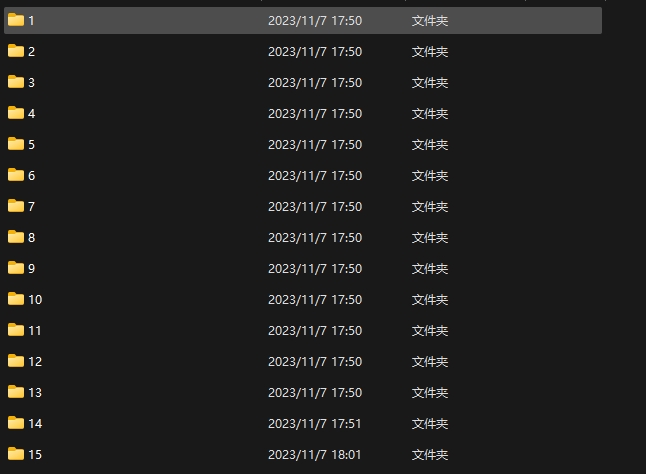 1 2023/11/7 17:50 文件夹
2 2023/11/7 17:50 文件夹
3 2023/11/7 17:50 文件夹
4 2023/11/7 17:50 文件夹
5 2023/11/7 17:50 文件夹
6 2023/11/7 17:50 文件夹
7 2023/11/7 17:50 文件夹
8 2023/11/7 17:50 文件夹
9 2023/11/7 17:50 文件夹
10 2023/11/7 17:50 文件夹
11 2023/11/7 17:50 文件夹
12 2023/11/7 17:50 文件夹
13 2023/11/7 17:50 文件夹
14 2023/11/7 17:51 文件夹
15 2023/11/7 18:01 文件夹